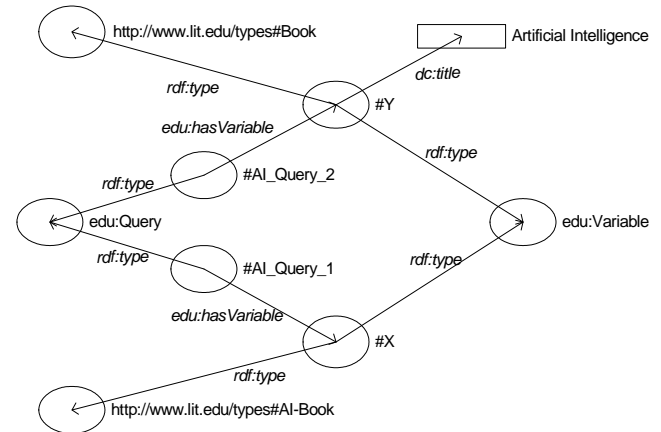 http://www.lit.edu/types#Book
Artificial Intelligence
dc:title
rdf:type
#Y
edu:hasVariable
rdf:type
#AI_Query_2
rdf:type
edu:Query
edu:Variable
rdf:type
#AI_Query_1
rdf:type
edu:hasVariable
#X
rdf:type
http://www.lit.edu/types#AI-Book